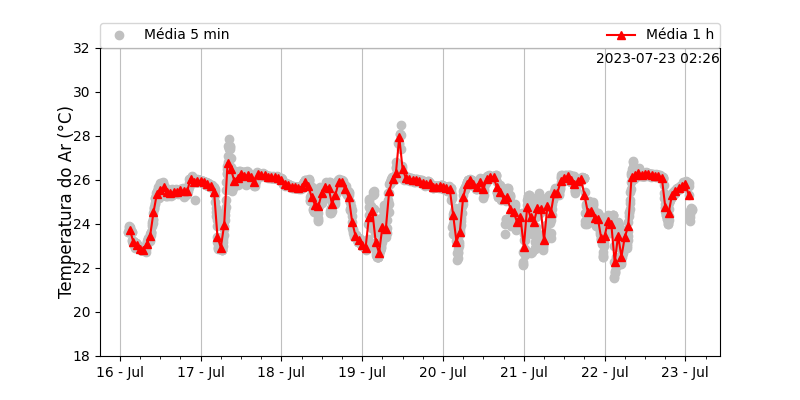 Média 5 min
Média 1 h
2023-07-23 02:26
Temperatura do Ar (°C)
32
30
28
26
24
22
20
18
16 - Jul
17 - Jul
18 - Jul
19 - Jul
20 - Jul
21 - Jul
22 - Jul
23 - Jul